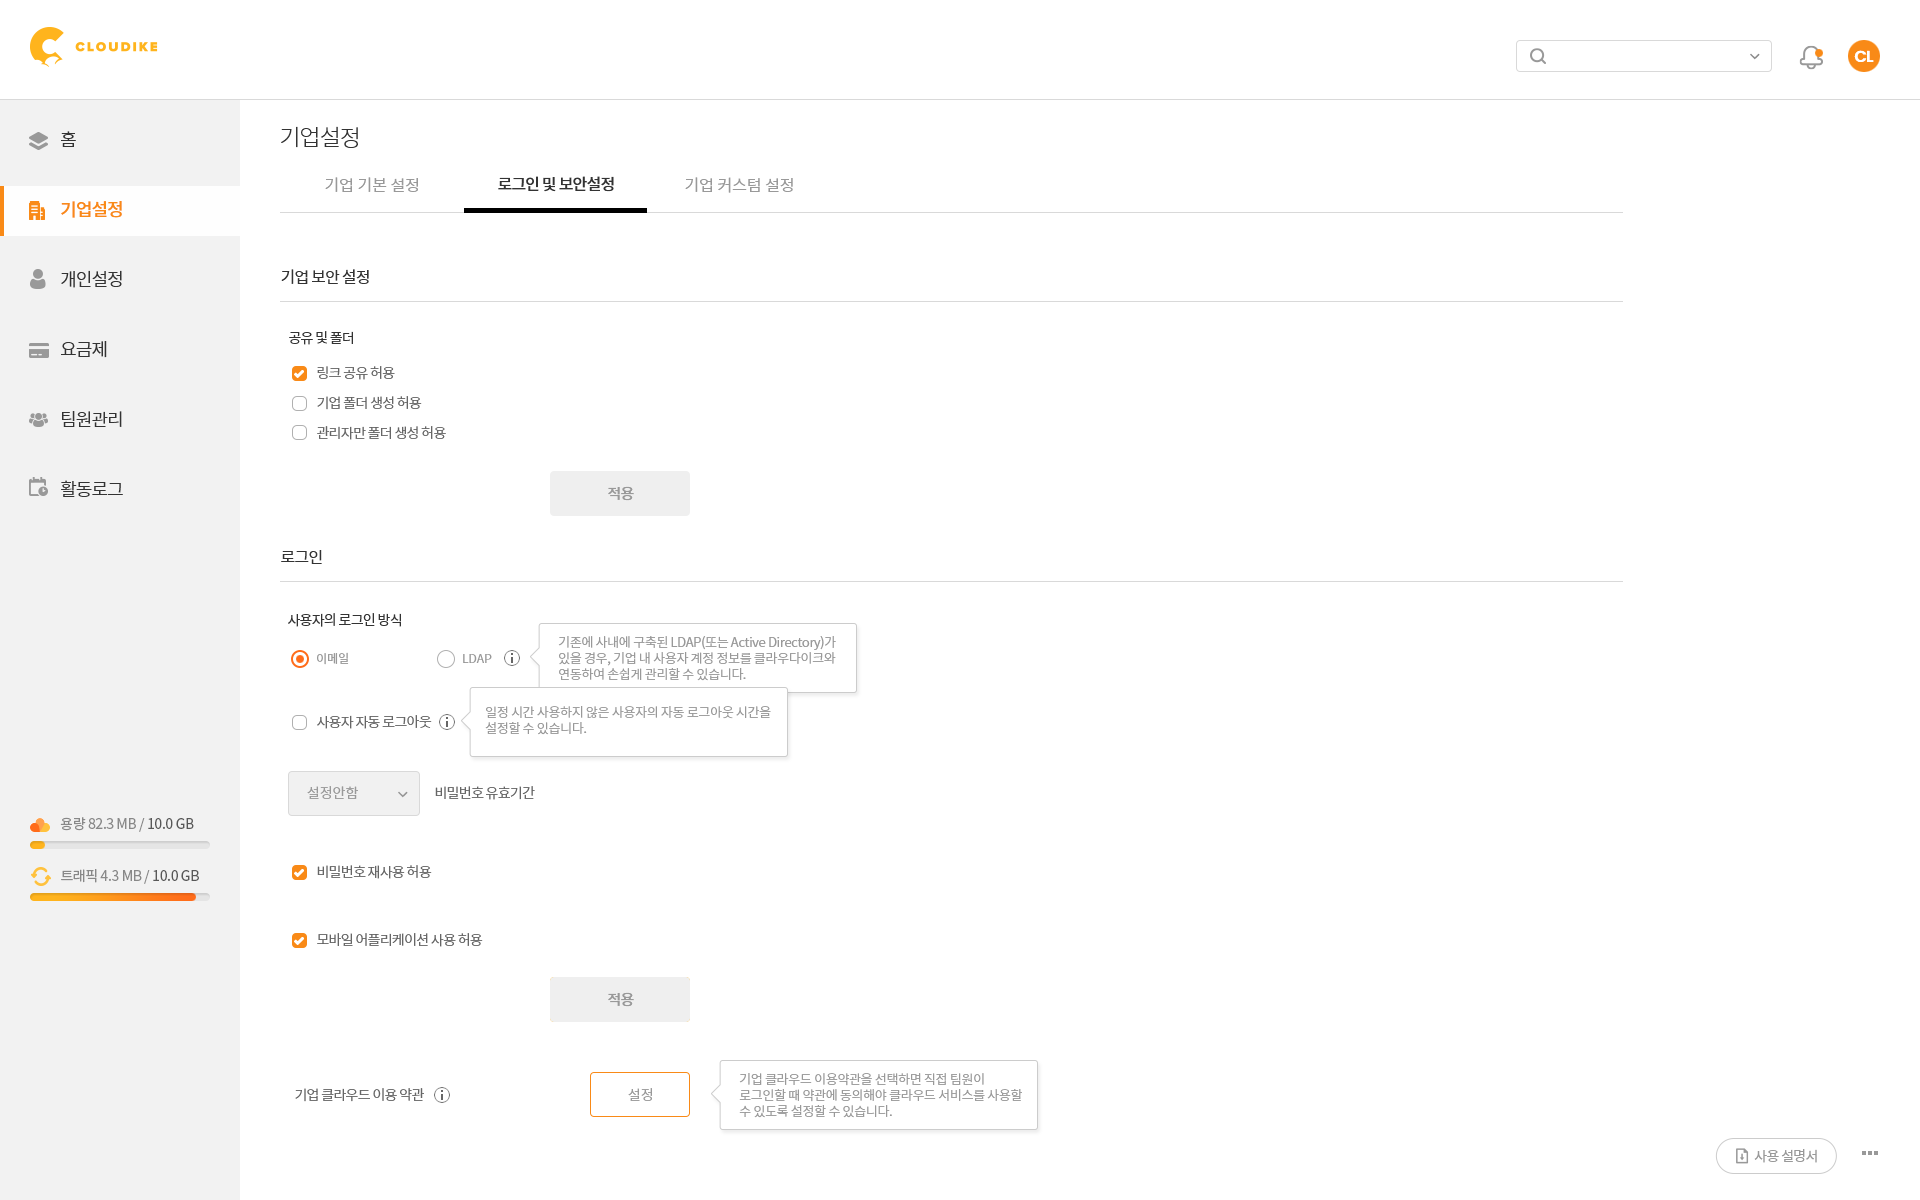 CLOUDIKE
CL
홈
기업설정
개인설정
요금제
팀원관리
활동로그
용량 82.3 MB / 10.0 GB
트래픽 4.3 MB / 10.0 GB
기업설정
기업 기본 설정
로그인 및 보안설정
기업 커스텀 설정
기업 보안 설정
공유 및 폴더
링크 공유 허용
기업 폴더 생성 허용
관리자만 폴더 생성 허용
적용
로그인
사용자의 로그인 방식
이메일
LDAP
기존에 사내에 구축된 LDAP(또는 Active Directory)가
있을 경우, 기업 내 사용자 계정 정보를 클라우다이크와
연동하여 손쉽게 관리할 수 있습니다.
사용자 자동 로그아웃
일정 시간 사용하지 않은 사용자의 자동 로그아웃 시간을
설정할 수 있습니다.
설정안함
비밀번호 유효기간
비밀번호 재사용 허용
모바일 어플리케이션 사용 허용
적용
기업 클라우드 이용 약관
설정
기업 클라우드 이용약관을 선택하면 직접 팀원이
로그인할 때 약관에 동의해야 클라우드 서비스를 사용할
수 있도록 설정할 수 있습니다.
사용 설명서